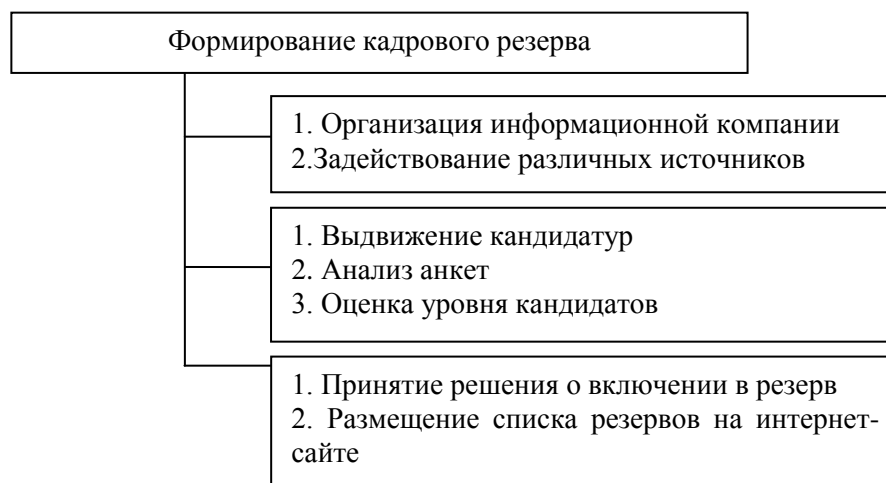 Формирование кадрового резерва
1. Организация информационной компании
2.Задействование различных источников
1. Выдвижение кандидатур
2. Анализ анкет
3. Оценка уровня кандидатов
1. Принятие решения о включении в резерв
2. Размещение списка резервов на интернет-
сайте